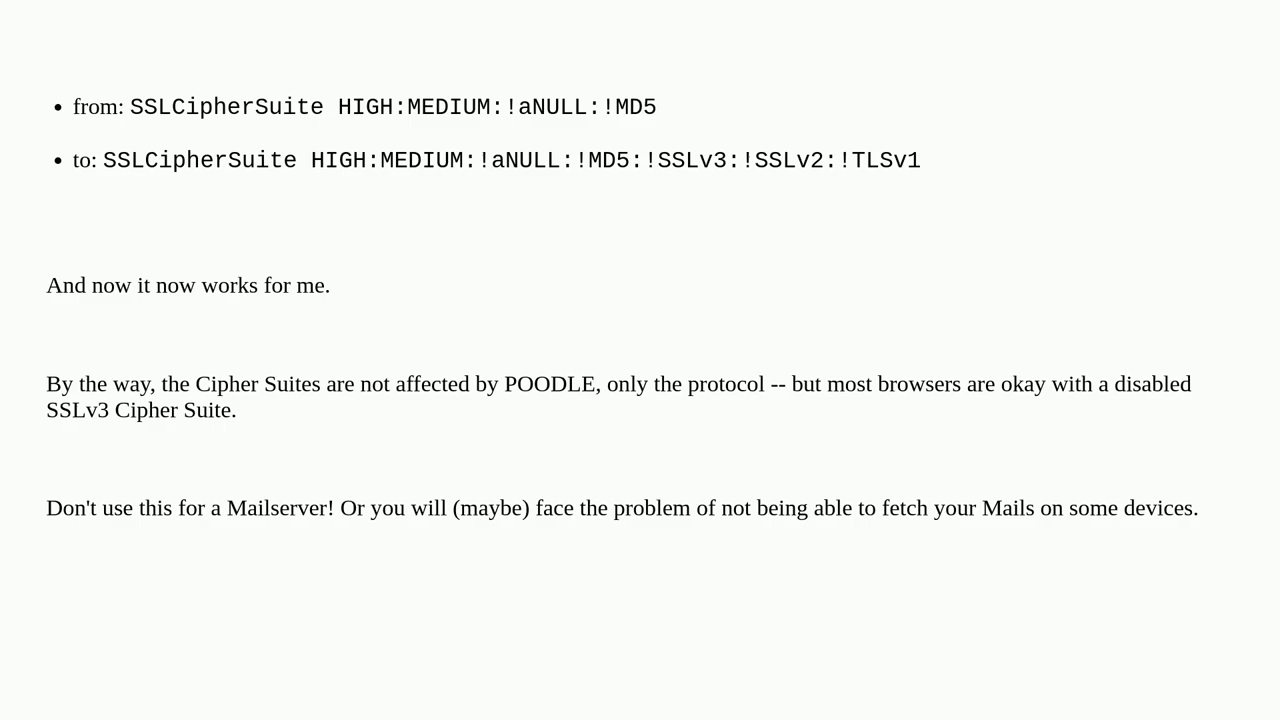 • from: SSLCipherSuite HIGH:MEDIUM:!aNULL:!MD5
• to: SSLCipherSuite HIGH:MEDIUM:!aNULL:!MD5:!SSLv3:!SSLv2:!TLSv1
And now it now works for me.
By the way, the Cipher Suites are not affected by POODLE, only the protocol -- but most browsers are okay with a disabled
SSLv3 Cipher Suite.
Don't use this for a Mailserver! Or you will (maybe) face the problem of not being able to fetch your Mails on some devices.